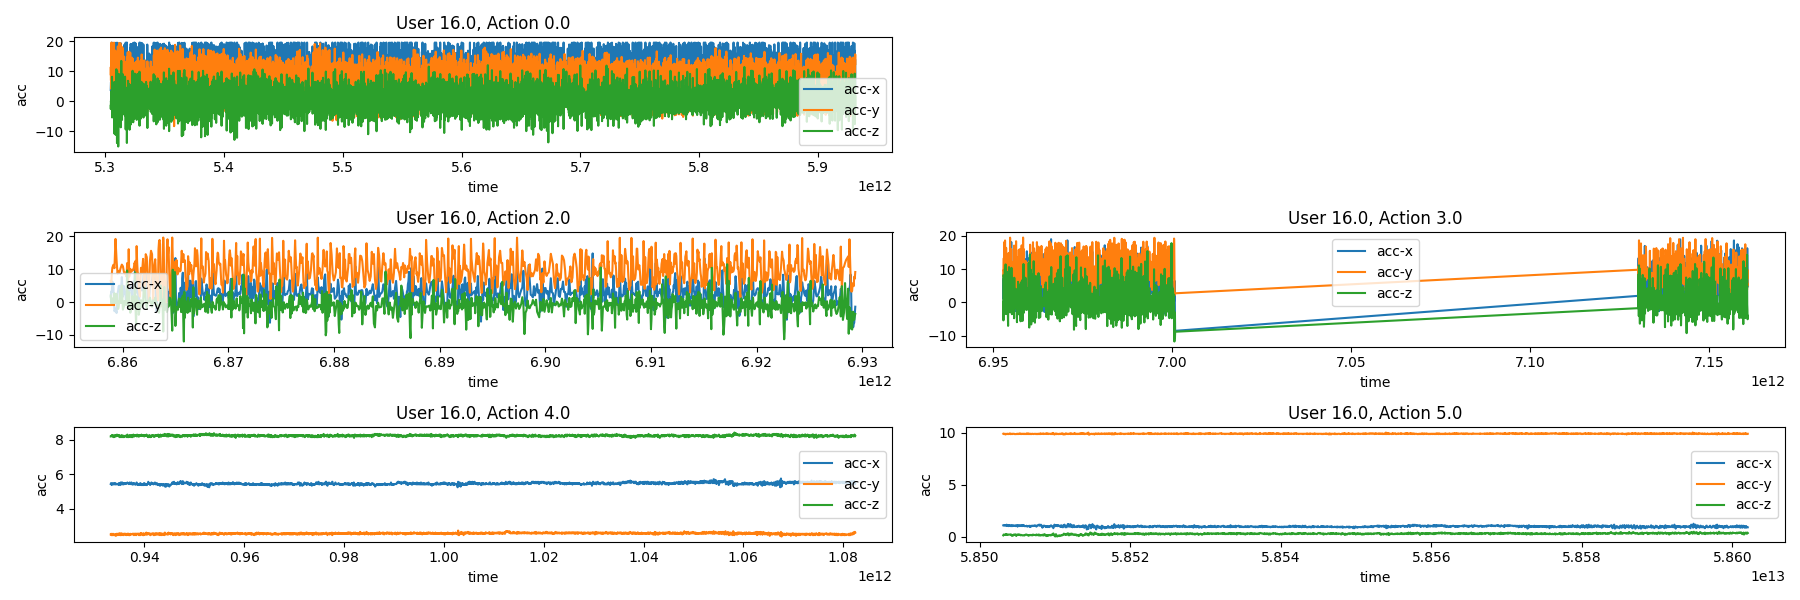 User 16.0, Action 0.0
20
10
0
−10
acc
acc-x
acc-y
acc-z
5.3
5.4
5.5
5.6
5.7
5.8
5.9
1e12
time
User 16.0, Action 2.0
20
10
0
−10
acc
acc-x
acc-y
acc-z
6.86
6.87
6.88
6.89
6.90
6.91
6.92
6.93
1e12
time
User 16.0, Action 3.0
20
10
0
−10
acc
acc-x
acc-y
acc-z
6.95
7.00
7.05
7.10
7.15
1e12
time
User 16.0, Action 4.0
8
6
4
acc
acc-x
acc-y
acc-z
0.94
0.96
0.98
1.00
1.02
1.04
1.06
1.08
1e12
time
User 16.0, Action 5.0
10
5
0
acc
acc-x
acc-y
acc-z
5.850
5.852
5.854
5.856
5.858
5.860
1e13
time